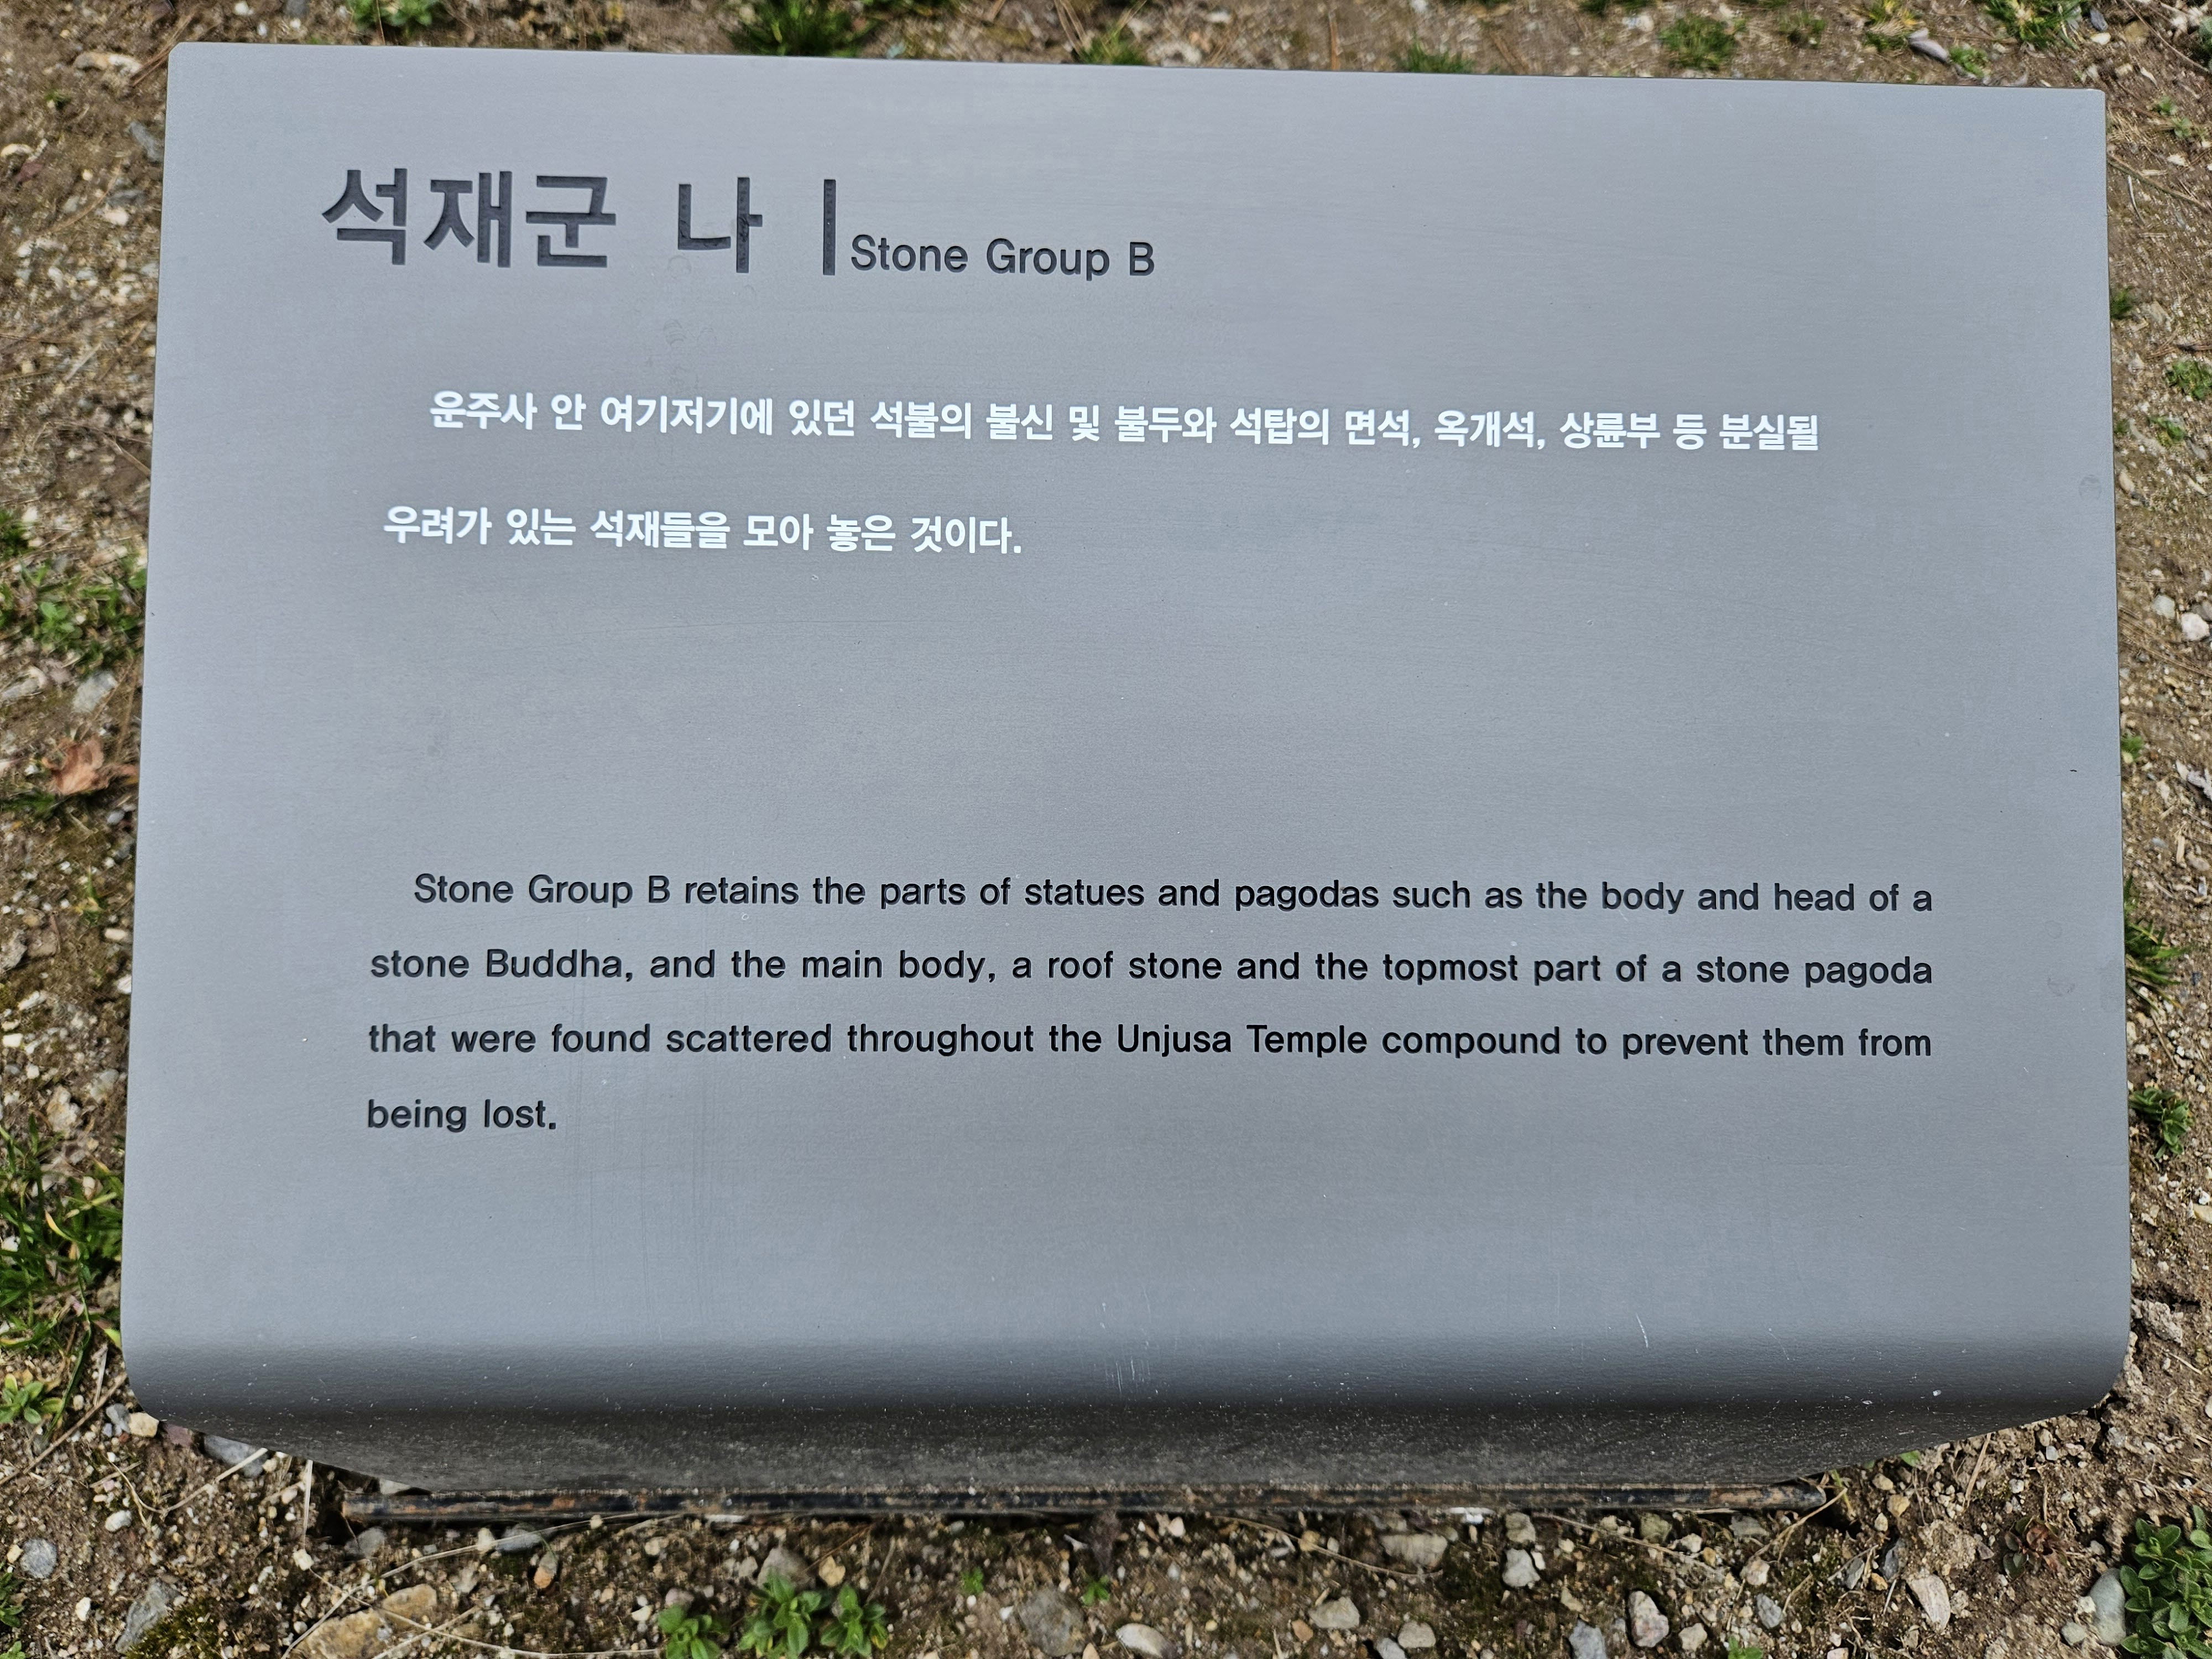 석재군 나 | Stone Group B
운주사 안 여기저기에 있던 석불의 불신 및 불두와 석탑의 면석, 옥개석, 상륜부 등 분실될
우려가 있는 석재들을 모아 놓은 것이다.
Stone Group B retains the parts of statues and pagodas such as the body and head of a
stone Buddha, and the main body, a roof stone and the topmost part of a stone pagoda
that were found scattered throughout the Unjusa Temple compound to prevent them from
being lost.